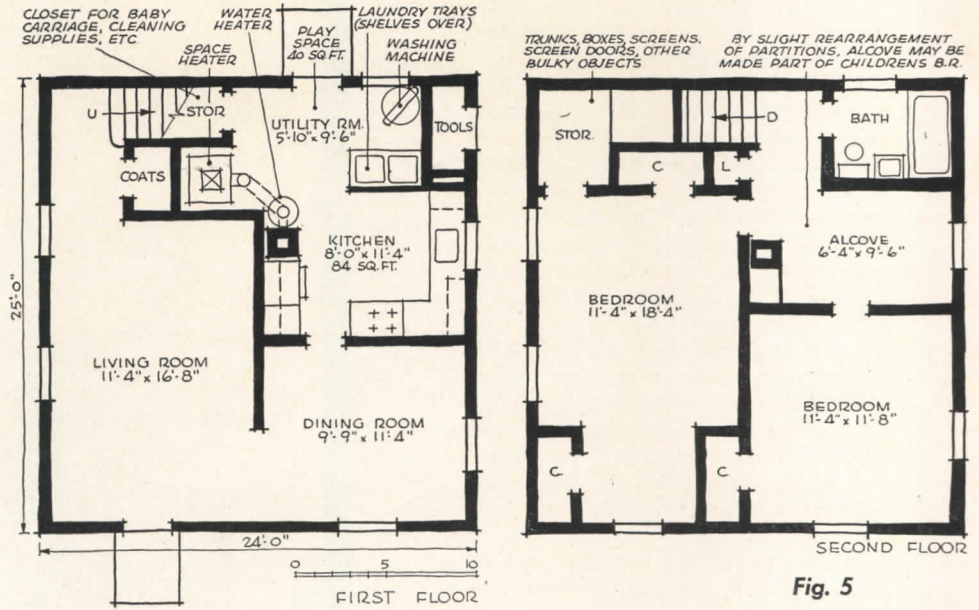 CLOSET FOR BABY
CARRIAGE, CLEANING
SUPPLIES, ETC.
SPACE
HEATER
WATER
HEATER
PLAY
SPACE
40 SQ FT.
LAUNDRY TRAYS
(SHELVES OVER)
WASHING
MACHINE
U
STOR
UTILITY RM.
5'-10" x 9'-6"
TOOLS
COATS
KITCHEN
8'-0" x 11'-4"
84 SQ. FT.
25'-0"
LIVING ROOM
11'-4" x 16'-8"
DINING ROOM
9'-9" x 11'-4"
24'-0"
0 5 10
FIRST FLOOR
TRUNKS, BOXES, SCREENS,
SCREEN DOORS, OTHER
BULKY OBJECTS
BY SLIGHT REARRANGEMENT
OF PARTITIONS, ALCOVE MAY BE
MADE PART OF CHILDRENS B.R.
STOR.
D
BATH
C
L
ALCOVE
6'-4" x 9'-6"
BEDROOM
11'-4" x 18'-4"
BEDROOM
11'-4" x 11'-8"
C.
C.
SECOND FLOOR
Fig. 5